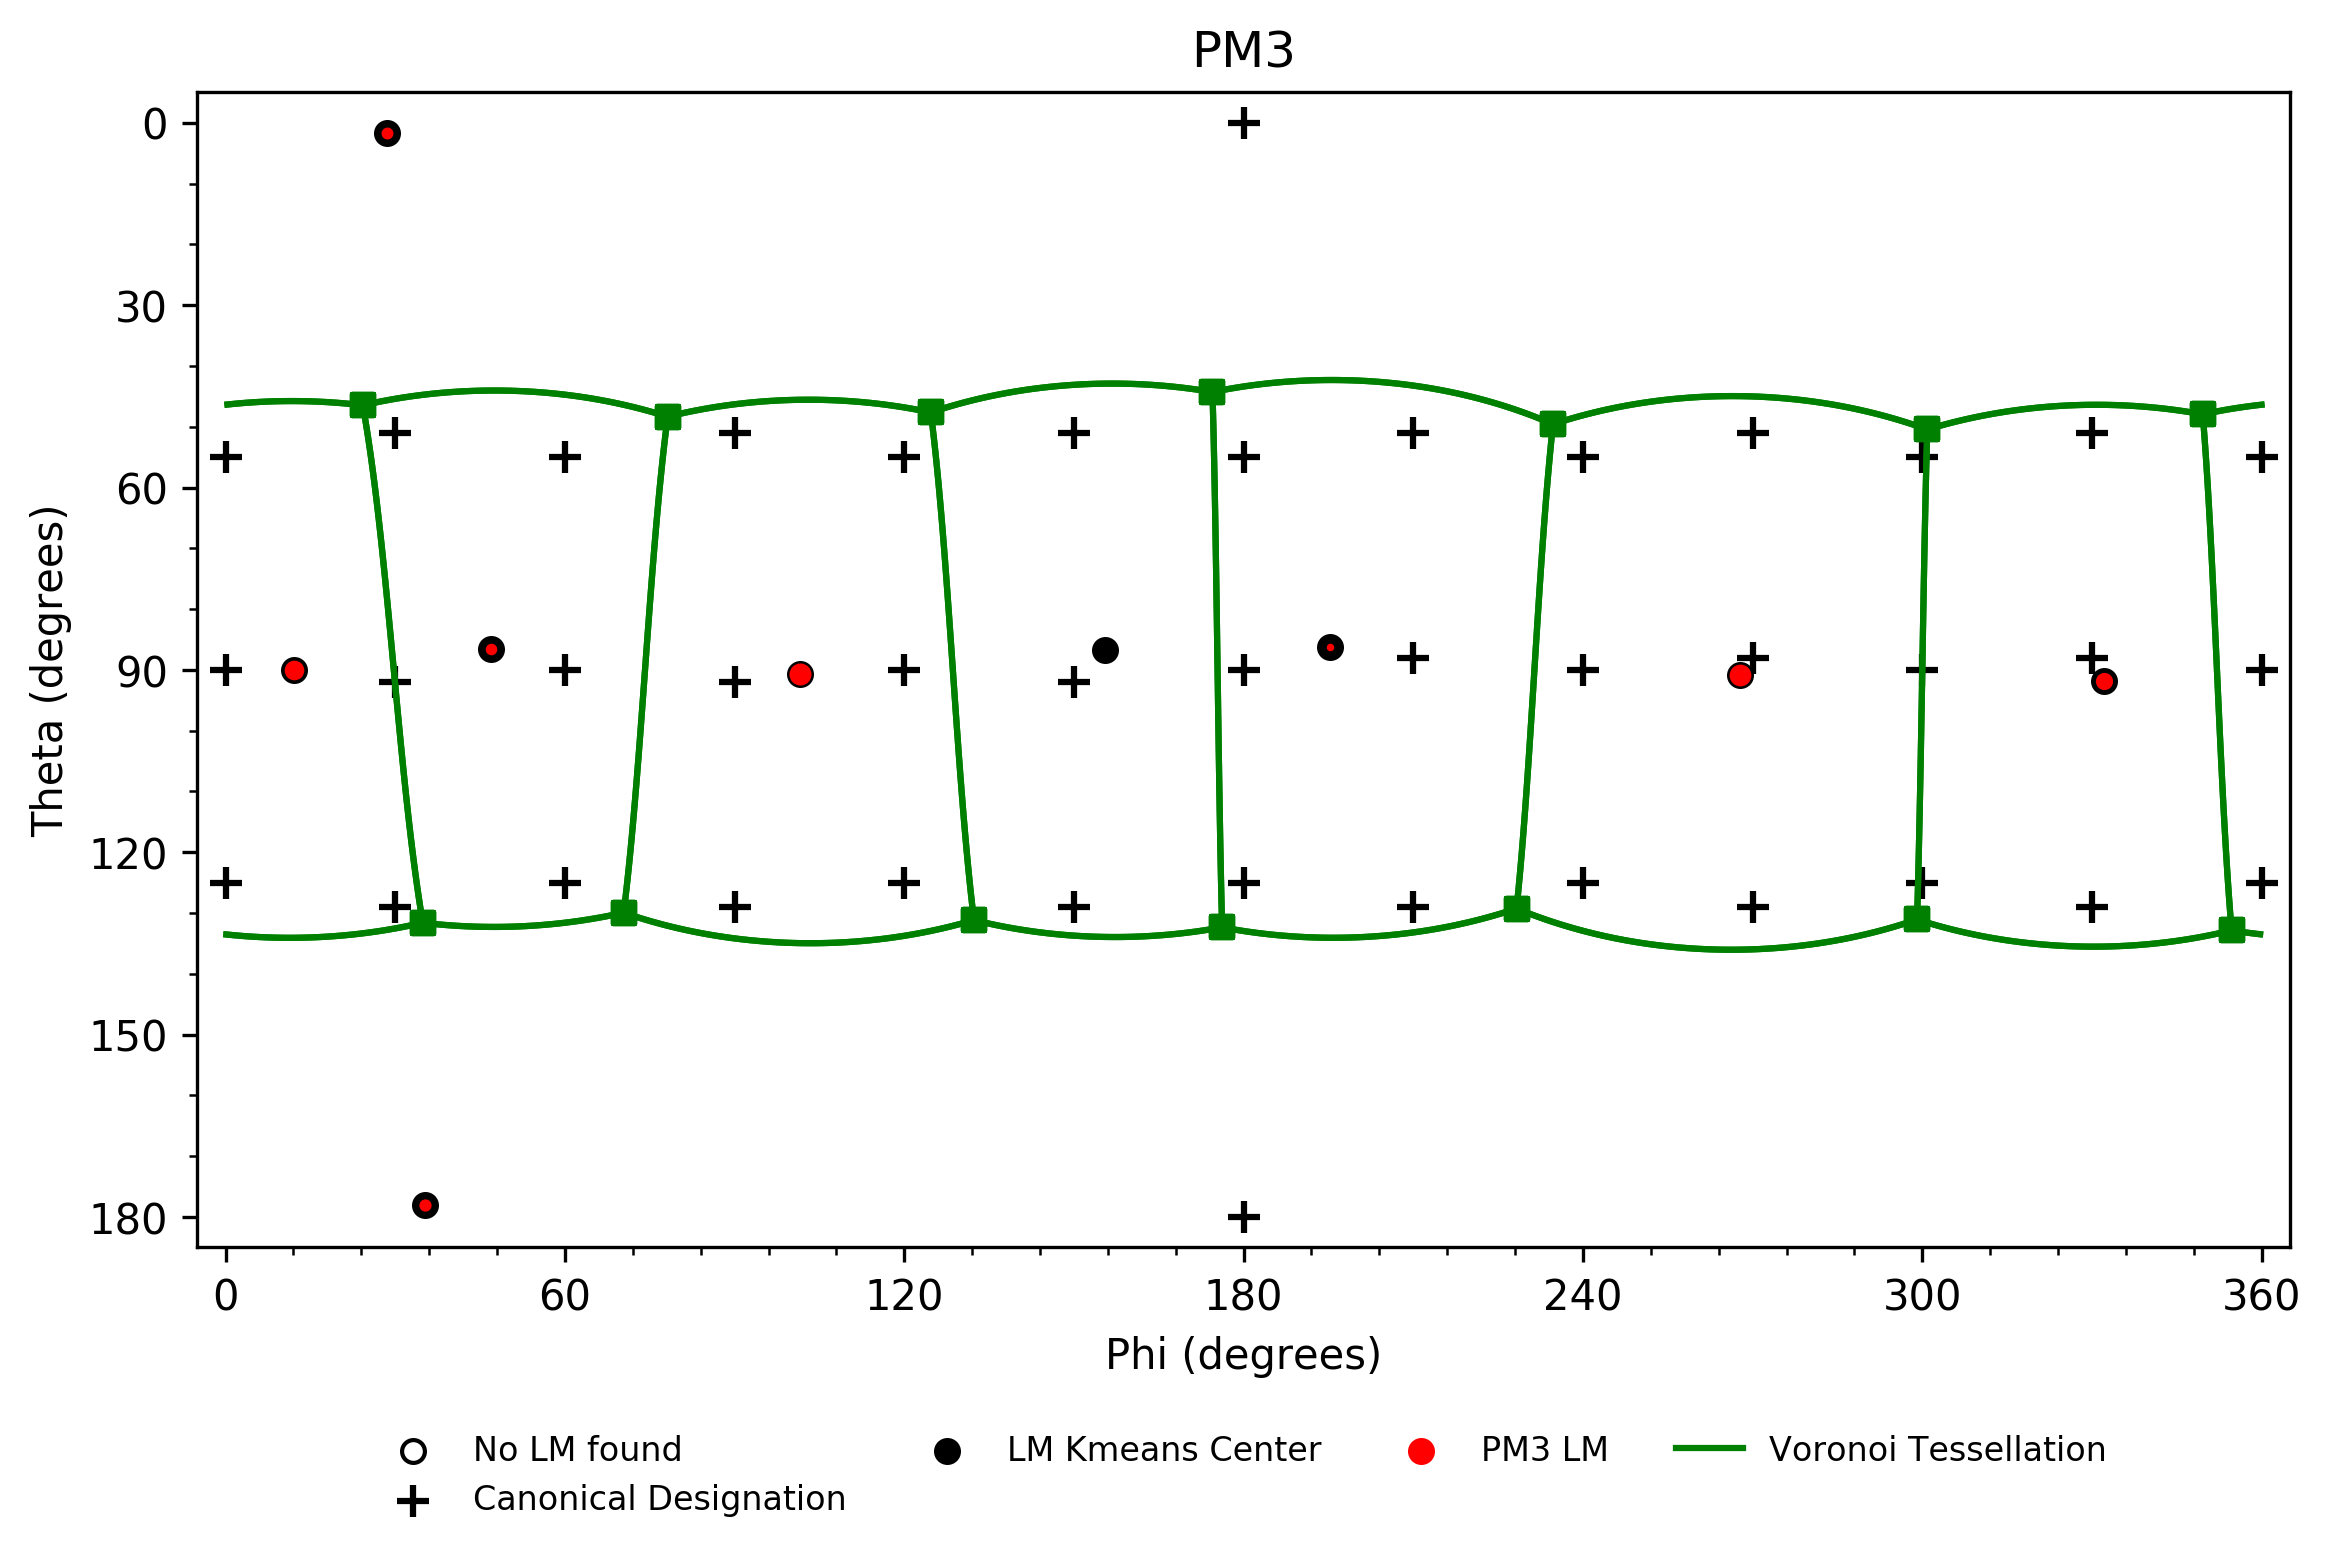 PM3
0
30
60
90
120
150
180
Theta (degrees)
0 60 120 180 240 300 360
Phi (degrees)
No LM found LM Kmeans Center PM3 LM Voronoi Tessellation
Canonical Designation